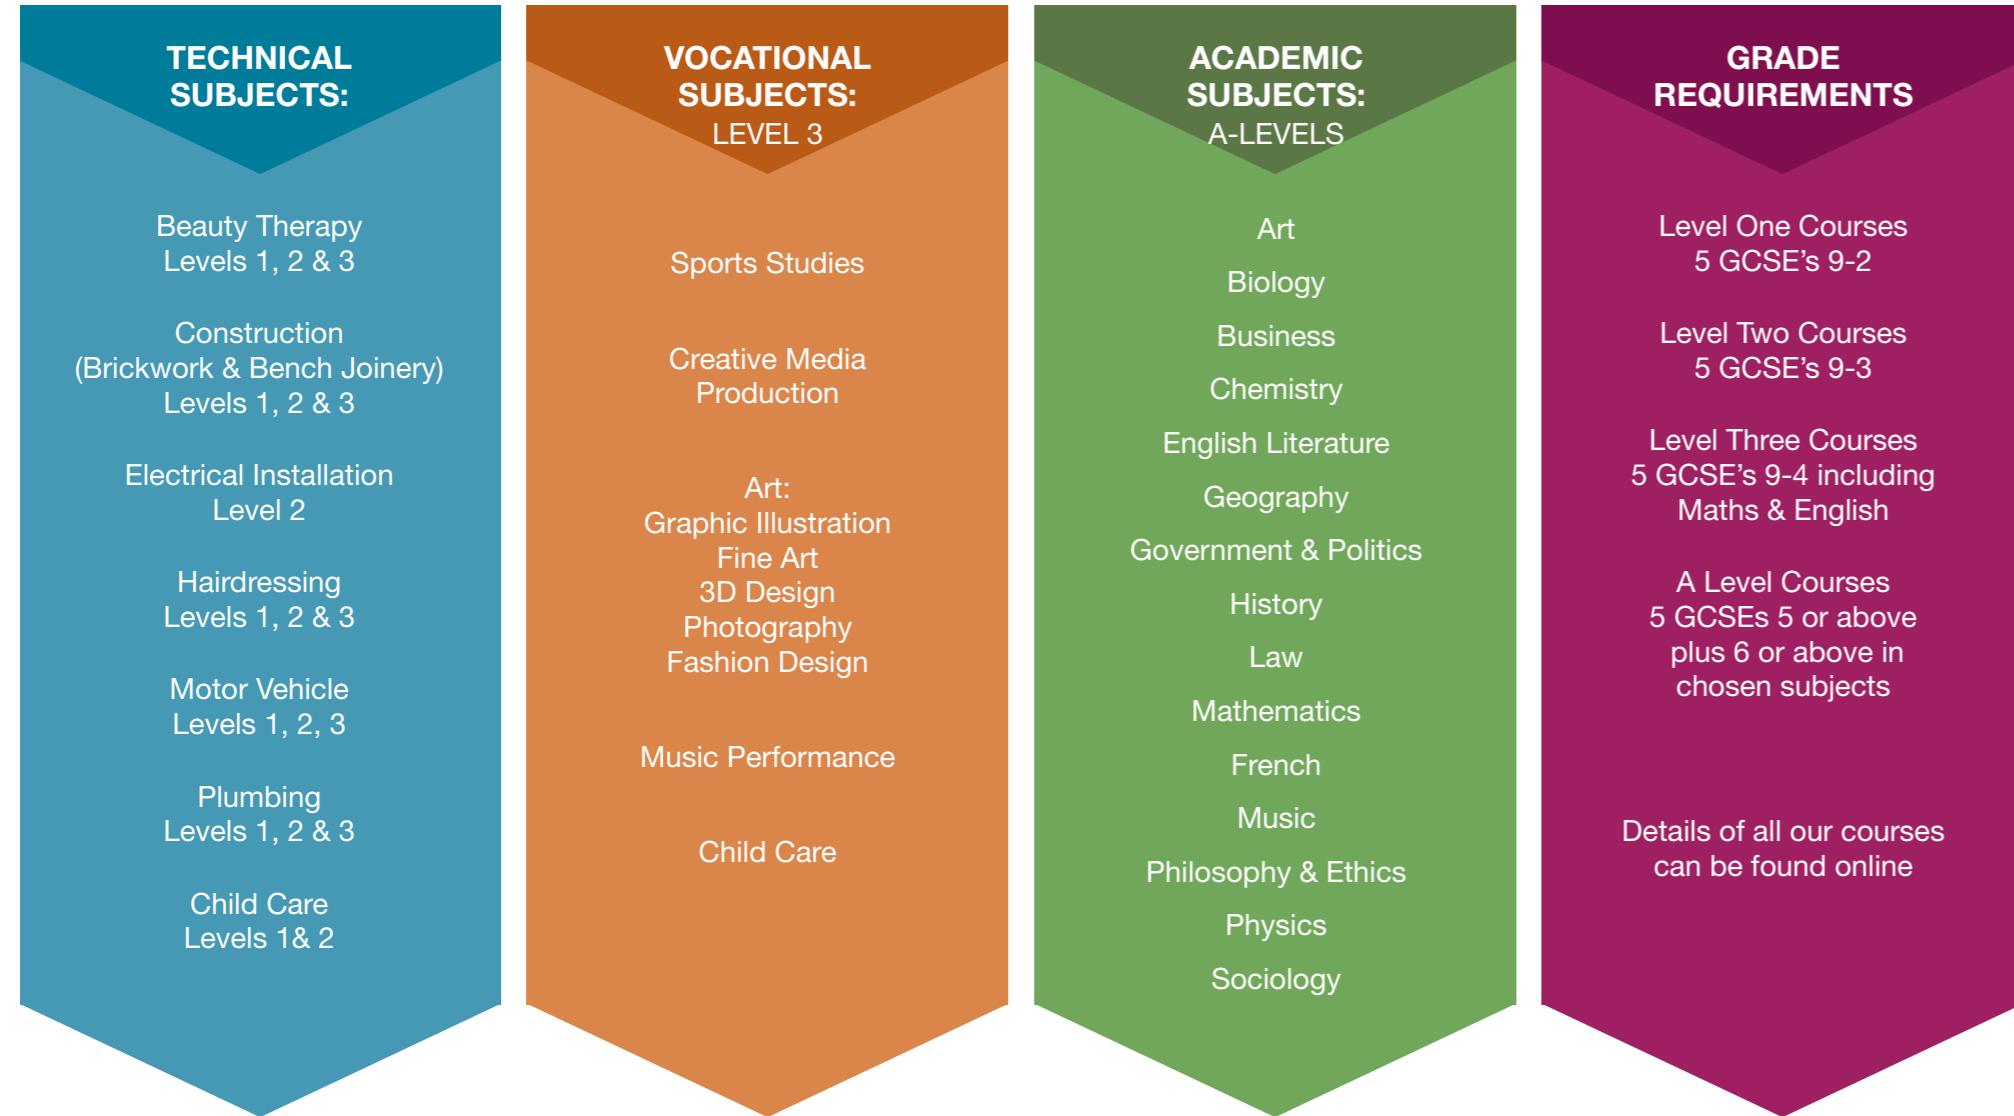 TECHNICAL
SUBJECTS:
Beauty Therapy
Levels 1, 2 & 3
Construction
(Brickwork & Bench Joinery)
Levels 1, 2 & 3
Electrical Installation
Level 2
Hairdressing
Levels 1, 2 & 3
Motor Vehicle
Levels 1, 2, 3
Plumbing
Levels 1, 2 & 3
Child Care
Levels 1& 2
VOCATIONAL
SUBJECTS:
LEVEL 3
Sports Studies
Creative Media
Production
Art:
Graphic Illustration
Fine Art
3D Design
Photography
Fashion Design
Music Performance
Child Care
ACADEMIC
SUBJECTS:
A-LEVELS
Art
Biology
Business
Chemistry
English Literature
Geography
Government & Politics
History
Law
Mathematics
French
Music
Philosophy & Ethics
Physics
Sociology
GRADE
REQUIREMENTS
Level One Courses
5 GCSE’s 9-2
Level Two Courses
5 GCSE’s 9-3
Level Three Courses
5 GCSE’s 9-4 including
Maths & English
A Level Courses
5 GCSEs 5 or above
plus 6 or above in
chosen subjects
Details of all our courses
can be found online